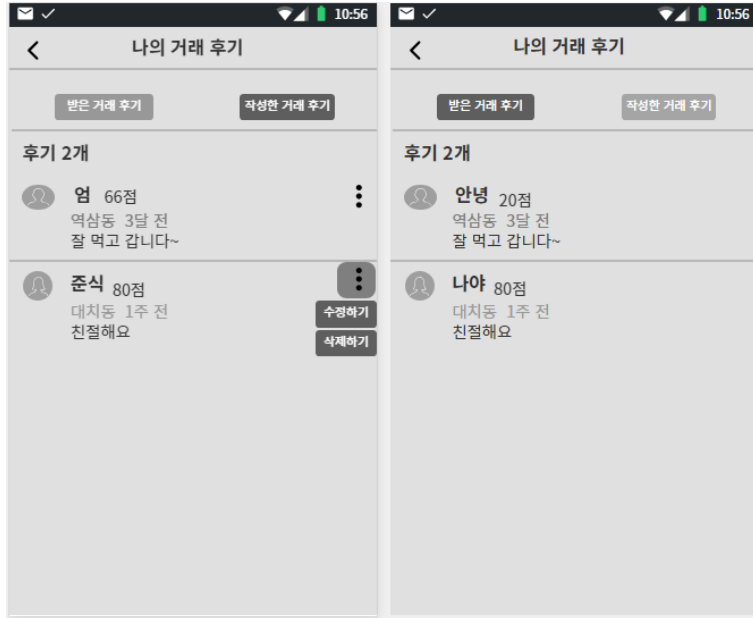 10:56
나의 거래 후기
받은 거래 후기
작성한 거래 후기
후기 2개
엄 66점
역삼동 3달 전
잘 먹고 갑니다~
준식 80점
대치동 1주 전
수정하기
친절해요
삭제하기
10:56
나의 거래 후기
받은 거래 후기
작성한 거래 후기
후기 2개
안녕 20점
역삼동 3달 전
잘 먹고 갑니다~
나야 80점
대치동 1주 전
친절해요